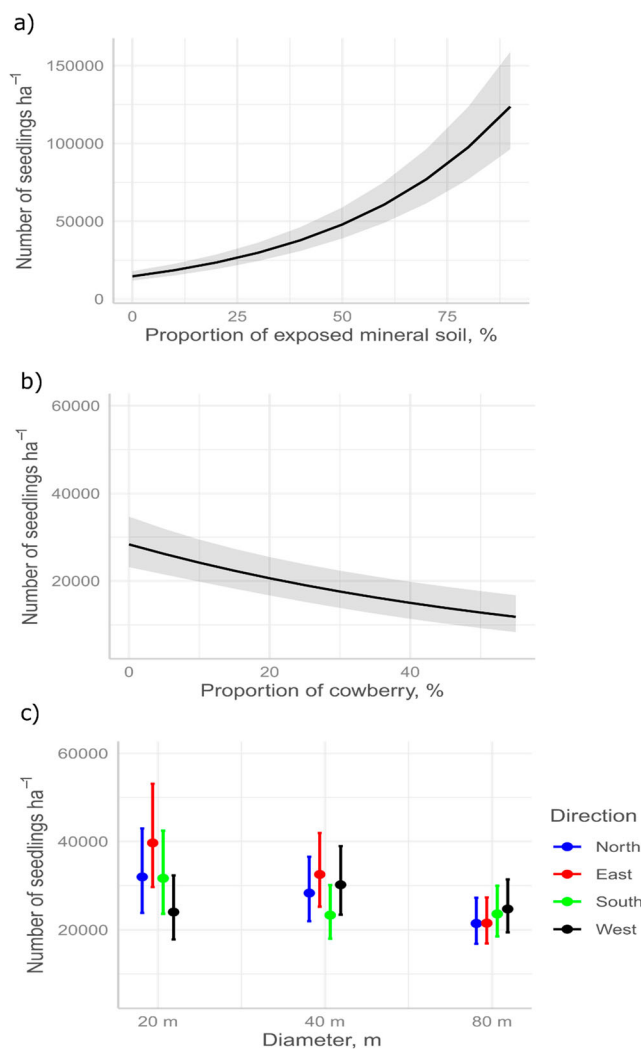 a)
Number of seedlings ha⁻¹
150000
100000
50000
0
0 25 50 75
Proportion of exposed mineral soil, %
b)
Number of seedlings ha⁻¹
60000
40000
20000
0 20 40
Proportion of cowberry, %
c)
Number of seedlings ha⁻¹
60000
40000
20000
20 m 40 m 80 m
Diameter, m
Direction
North
East
South
West